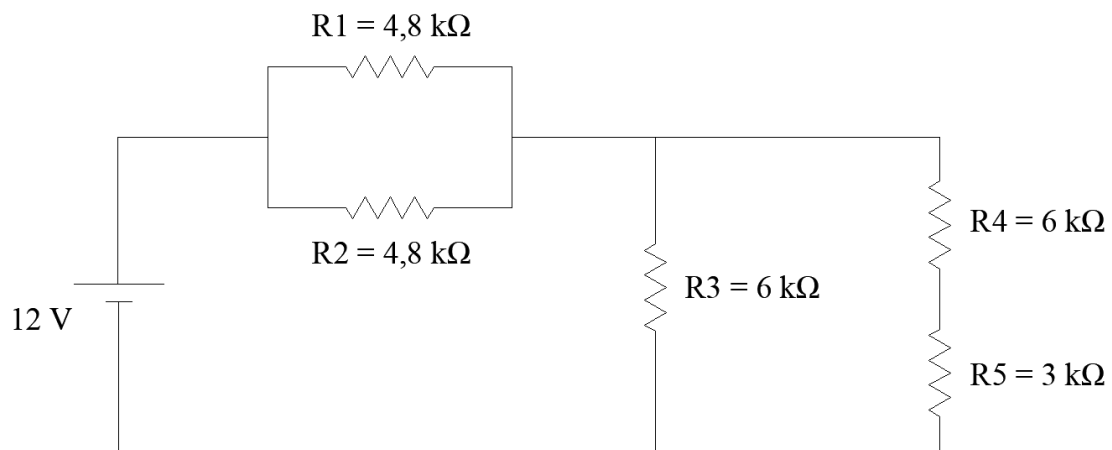 R1 = 4,8 kΩ
R2 = 4,8 kΩ
12 V
R3 = 6 kΩ
R4 = 6 kΩ
R5 = 3 kΩ